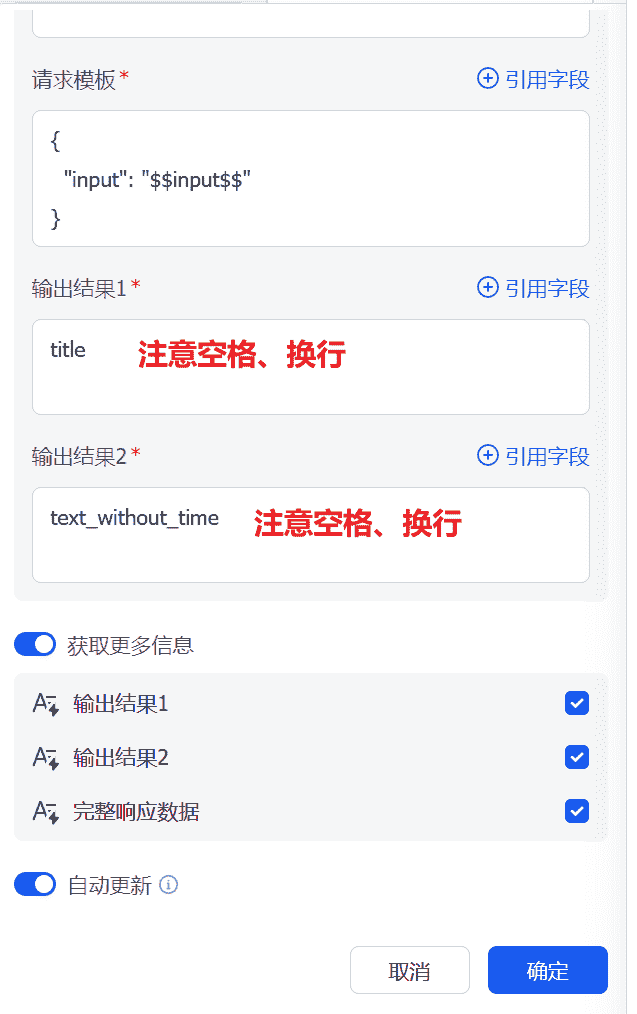 请求模板* 引用字段
{
"input": "$$input$$"
}
输出结果1* 引用字段
title 注意空格、换行
输出结果2* 引用字段
text_without_time 注意空格、换行
获取更多信息
输出结果1
输出结果2
完整响应数据
自动更新
取消 确定